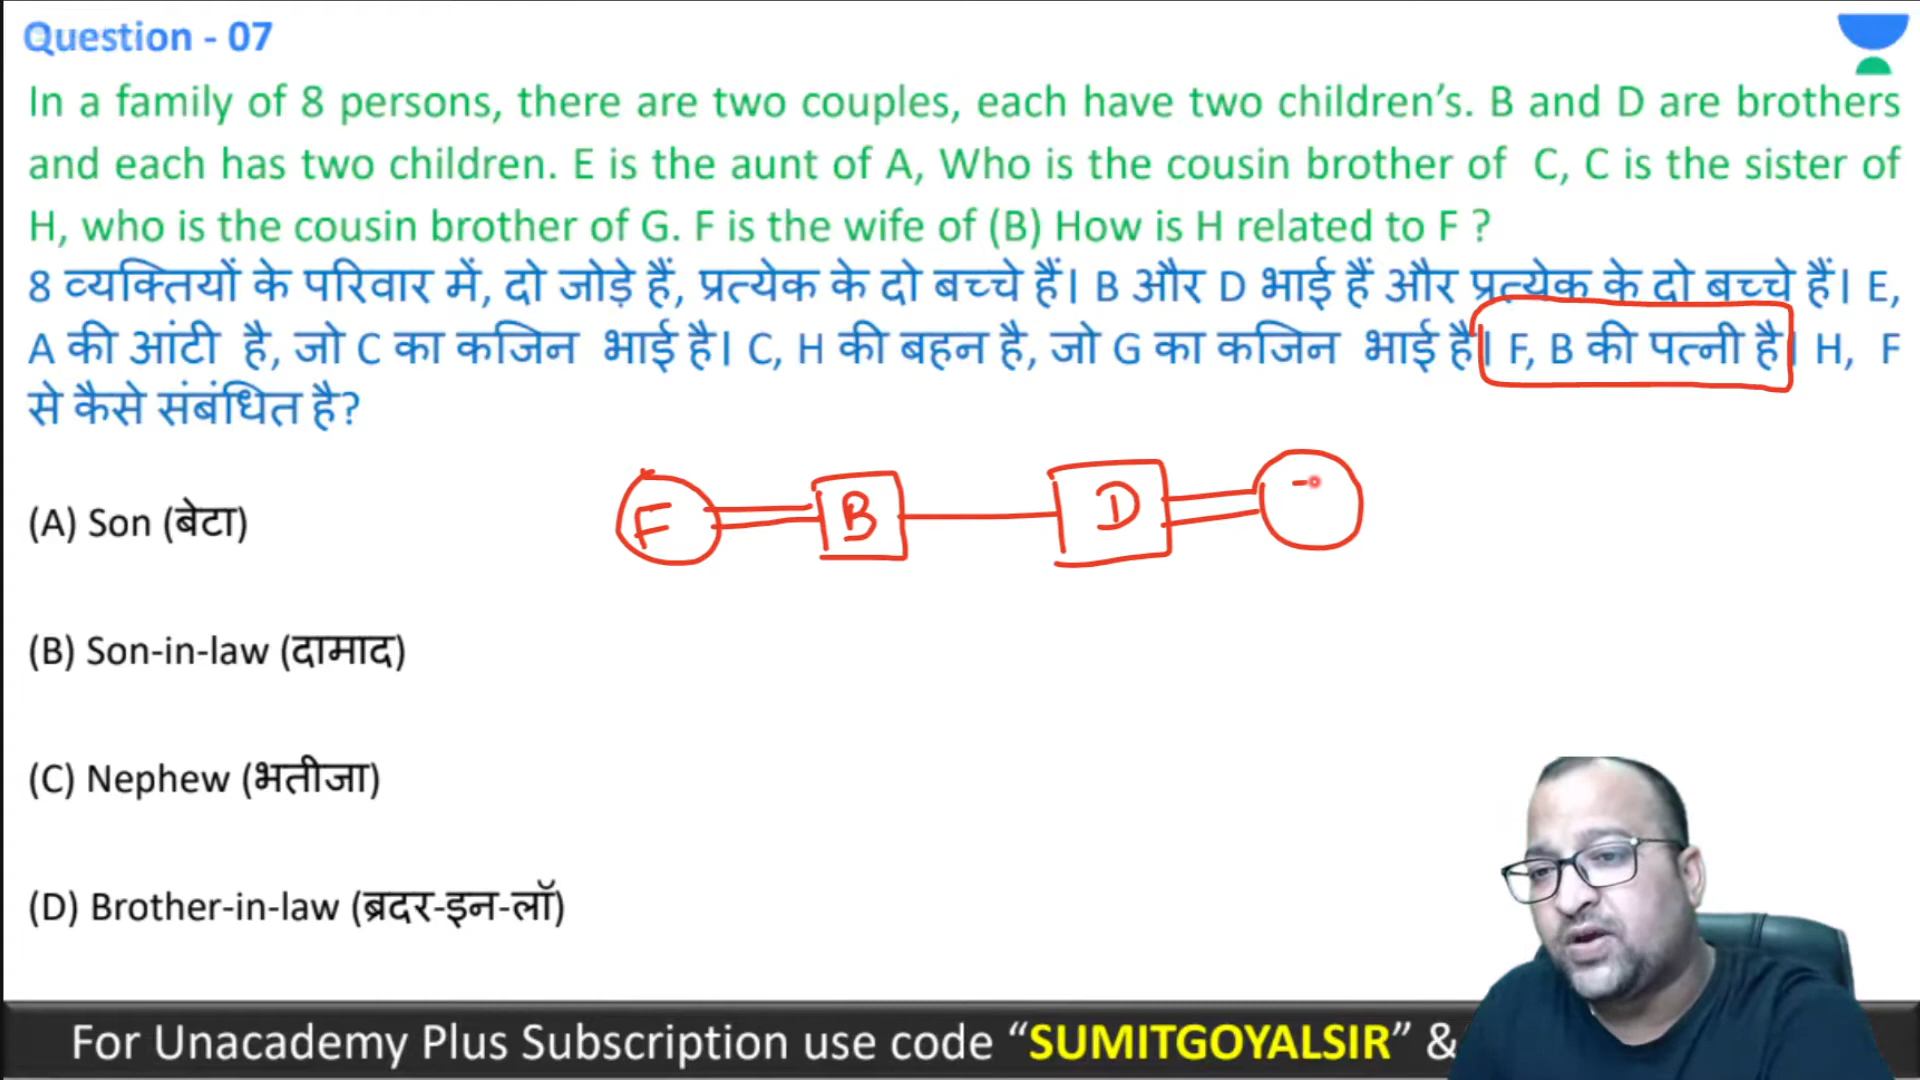 Question - 07
In a family of 8 persons, there are two couples, each have two children’s. B and D are brothers
and each has two children. E is the aunt of A, Who is the cousin brother of C, C is the sister of
H, who is the cousin brother of G. F is the wife of (B) How is H related to F ?
8 व्यक्तियों के परिवार में, दो जोड़े हैं, प्रत्येक के दो बच्चे हैं। B और D भाई हैं और प्रत्येक के दो बच्चे हैं। E,
A की आंटी है, जो C का कजिन भाई है। C, H की बहन है, जो G का कजिन भाई है। F, B की पत्नी है। H, F
से कैसे संबंधित है?
F B D
(A) Son (बेटा)
(B) Son-in-law (दामाद)
(C) Nephew (भतीजा)
(D) Brother-in-law (ब्रदर-इन-लॉ)
For Unacademy Plus Subscription use code “SUMITGOYALSIR” &